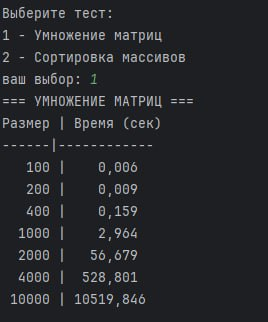 Выберите тест:
1 - Умножение матриц
2 - Сортировка массивов
ваш выбор: 1
=== УМНОЖЕНИЕ МАТРИЦ ===
Размер | Время (сек)
------|------------
   100 |    0,006
   200 |    0,009
   400 |    0,159
  1000 |    2,964
  2000 |   56,679
  4000 |  528,801
 10000 | 10519,846